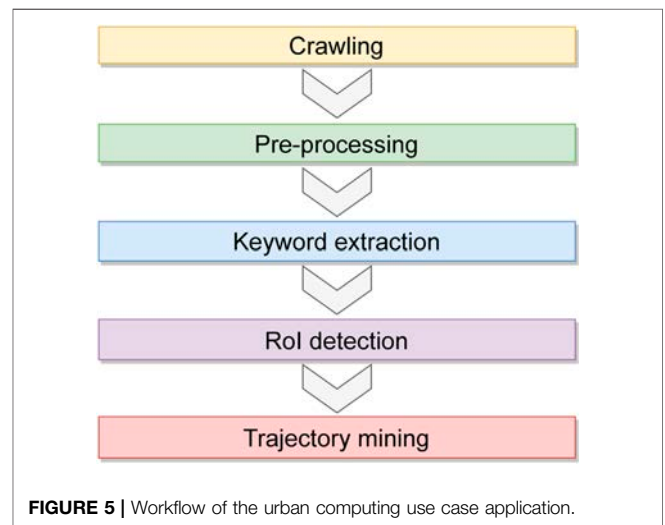 Crawling
Pre-processing
Keyword extraction
RoI detection
Trajectory mining
FIGURE 5 | Workflow of the urban computing use case application.